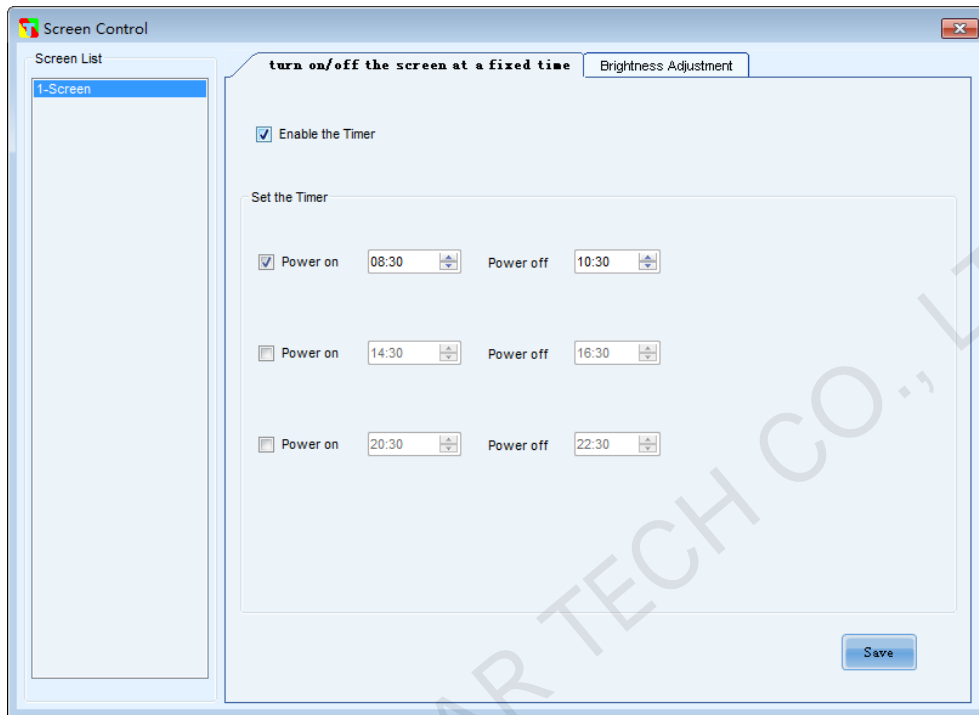 Screen Control
Screen List
1-Screen
turn on/off the screen at a fixed time
Brightness Adjustment
Enable the Timer
Set the Timer
Power on 08:30 Power off 10:30
Power on 14:30 Power off 16:30
Power on 20:30 Power off 22:30
Save
AR TECH CO., LT